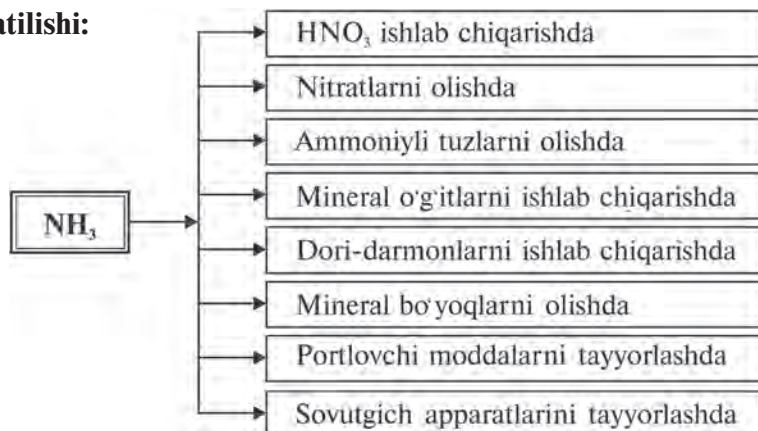 atilishi:
HNO₃ ishlab chiqarishda
Nitratlarni olishda
Ammoniyli tuzlarni olishda
Mineral o‘g‘itlarni ishlab chiqarishda
NH₃
Dori-darmonlarni ishlab chiqarishda
Mineral bo‘yoqlarni olishda
Portlovchi moddalarni tayyorlashda
Sovutgich apparatlarini tayyorlashda